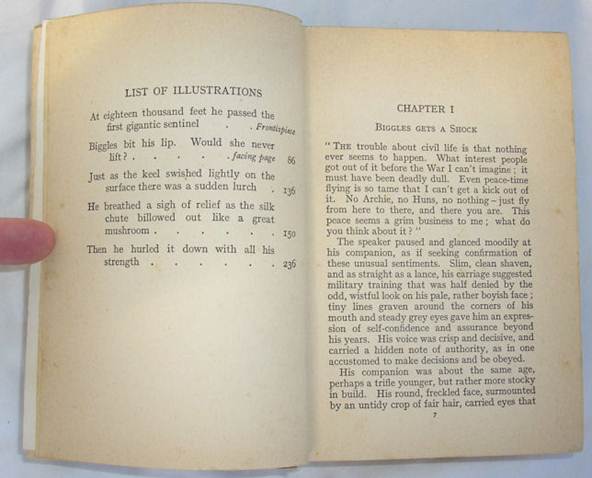 LIST OF ILLUSTRATIONS
At eighteen thousand feet he passed the
first gigantic sentinel . . Frontispiece
Biggles bit his lip. Would she never
lift? . . . . . facing page 86
Just as the keel swished lightly on the
surface there was a sudden lurch . 136
He breathed a sigh of relief as the silk
chute billowed out like a great
mushroom . . . . . . 150
Then he hurled it down with all his
strength . . . . . . 236
CHAPTER I
BIGGLES GETS A SHOCK
"THE trouble about civil life is that nothing
ever seems to happen. What interest people
got out of it before the War I can't imagine; it
must have been deadly dull. Even peace-time
flying is so tame that I can't get a kick out of
it. No Archie, no Huns, no nothing—just fly
from here to there, and there you are. This
peace seems a grim business to me; what do
you think about it?"
The speaker paused and glanced moodily at
his companion, as if seeking confirmation of
these unusual sentiments. Slim, clean shaven,
and as straight as a lance, his carriage suggested
military training that was half denied by the
odd, wistful look on his pale, rather boyish face;
tiny lines graven around the corners of his
mouth and steady grey eyes gave him an expres-
sion of self-confidence and assurance beyond
his years. His voice was crisp and decisive, and
carried a hidden note of authority, as in one
accustomed to make decisions and be obeyed.
His companion was about the same age,
perhaps a trifle younger, but rather more stocky
in build. His round, freckled face, surmounted
by an untidy crop of fair hair, carried eyes that
7